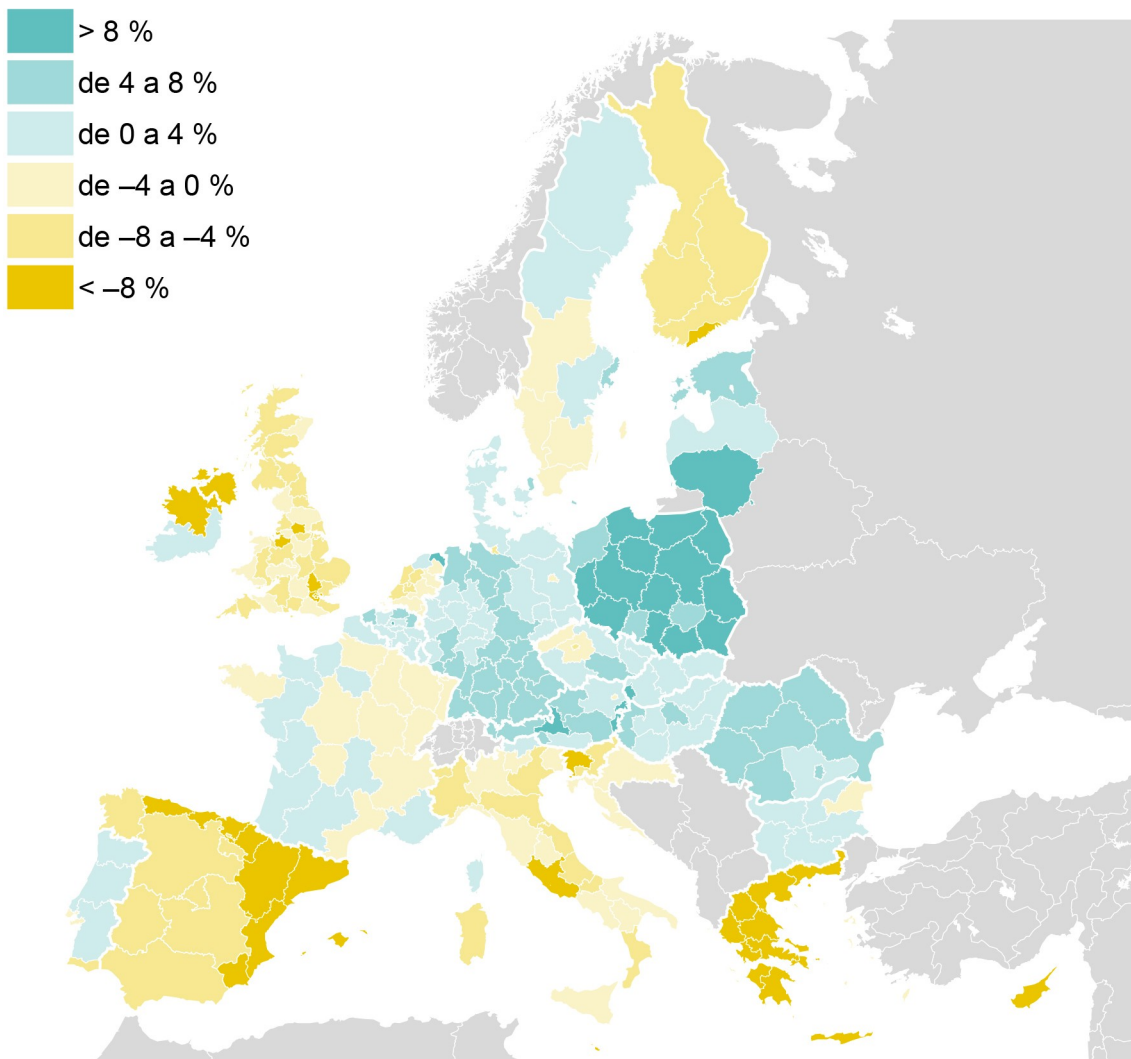 > 8 %
de 4 a 8 %
de 0 a 4 %
de –4 a 0 %
de –8 a –4 %
< –8 %